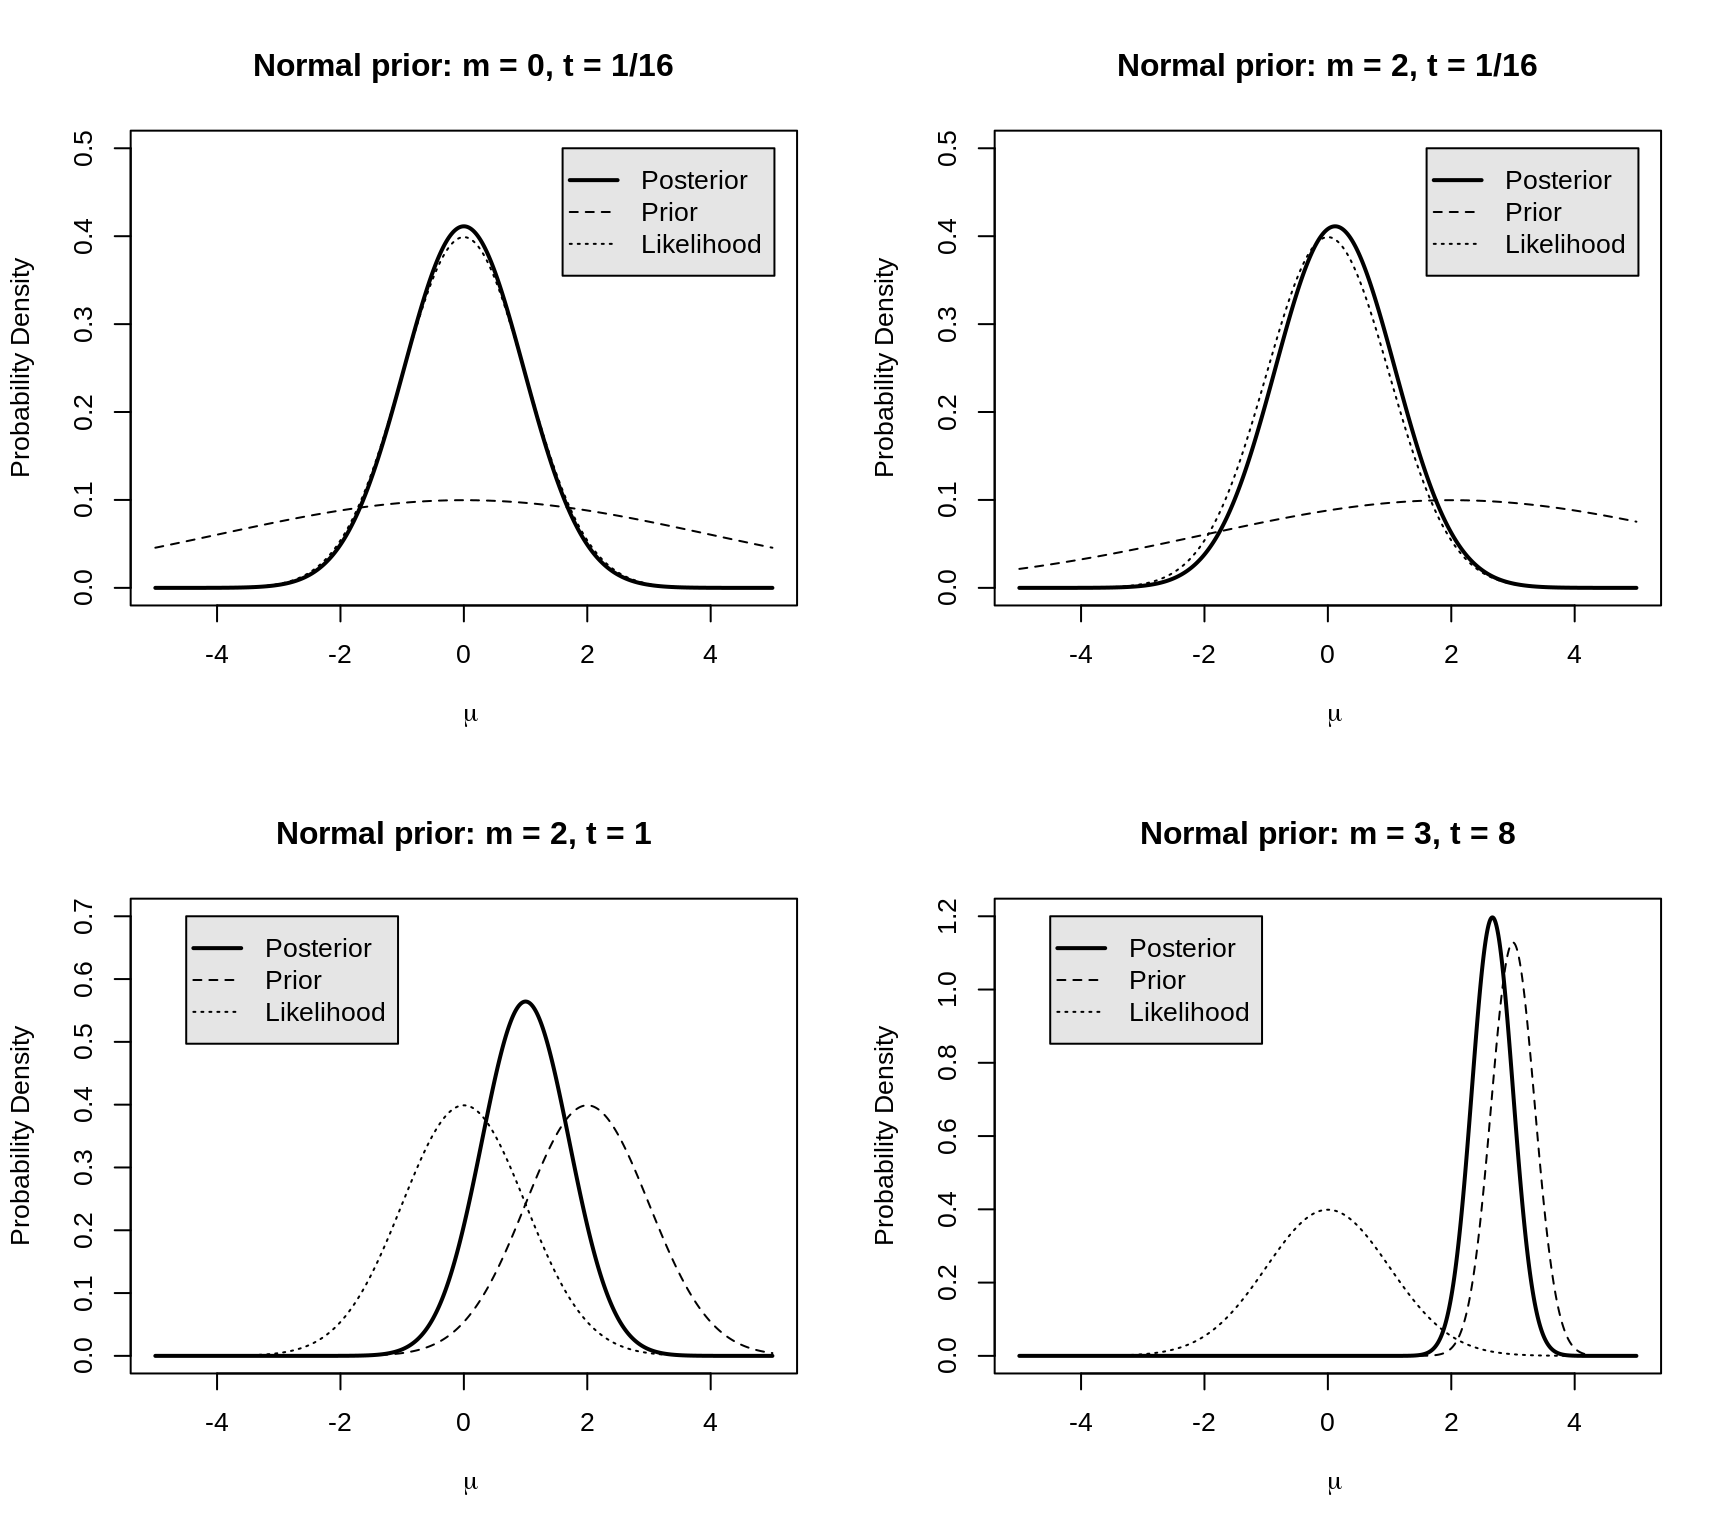 Normal prior: m = 0, t = 1/16
Probability Density
0.5
0.4
0.3
0.2
0.1
0.0
Posterior
Prior
Likelihood
-4 -2 0 2 4
μ
Normal prior: m = 2, t = 1/16
Probability Density
0.5
0.4
0.3
0.2
0.1
0.0
Posterior
Prior
Likelihood
-4 -2 0 2 4
μ
Normal prior: m = 2, t = 1
Probability Density
0.7
0.6
0.5
0.4
0.3
0.2
0.1
0.0
Posterior
Prior
Likelihood
-4 -2 0 2 4
μ
Normal prior: m = 3, t = 8
Probability Density
1.2
1.0
0.8
0.6
0.4
0.2
0.0
Posterior
Prior
Likelihood
-4 -2 0 2 4
μ